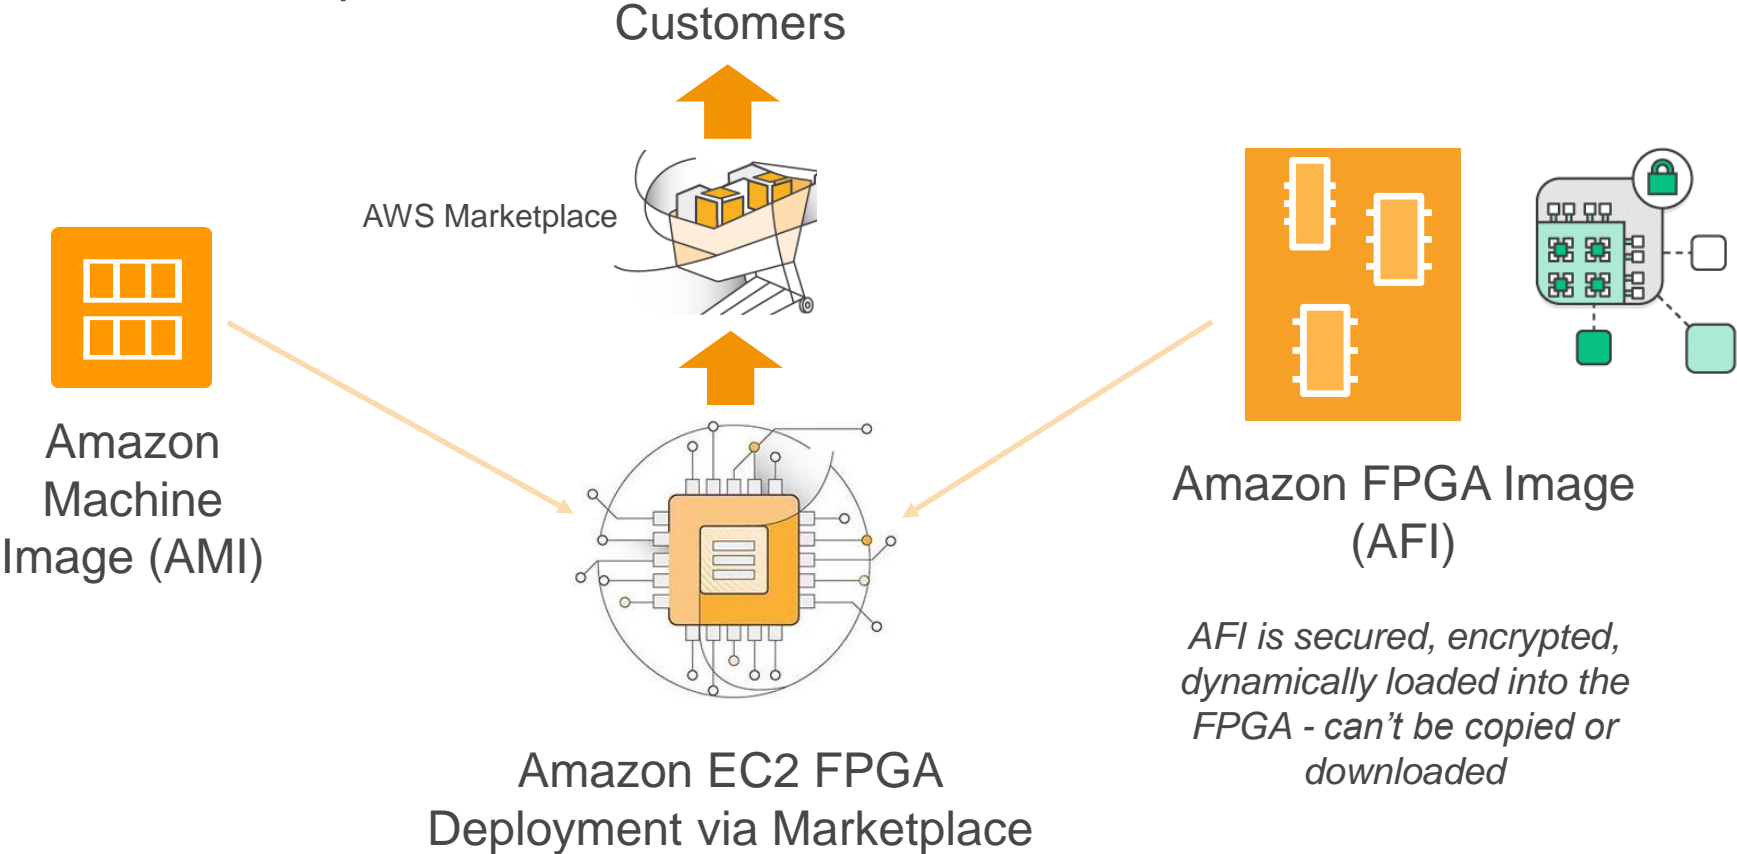 Customers
AWS Marketplace
Amazon
Machine
Image (AMI)
Amazon FPGA Image
(AFI)
AFI is secured, encrypted,
dynamically loaded into the
FPGA - can’t be copied or
downloaded
Amazon EC2 FPGA
Deployment via Marketplace